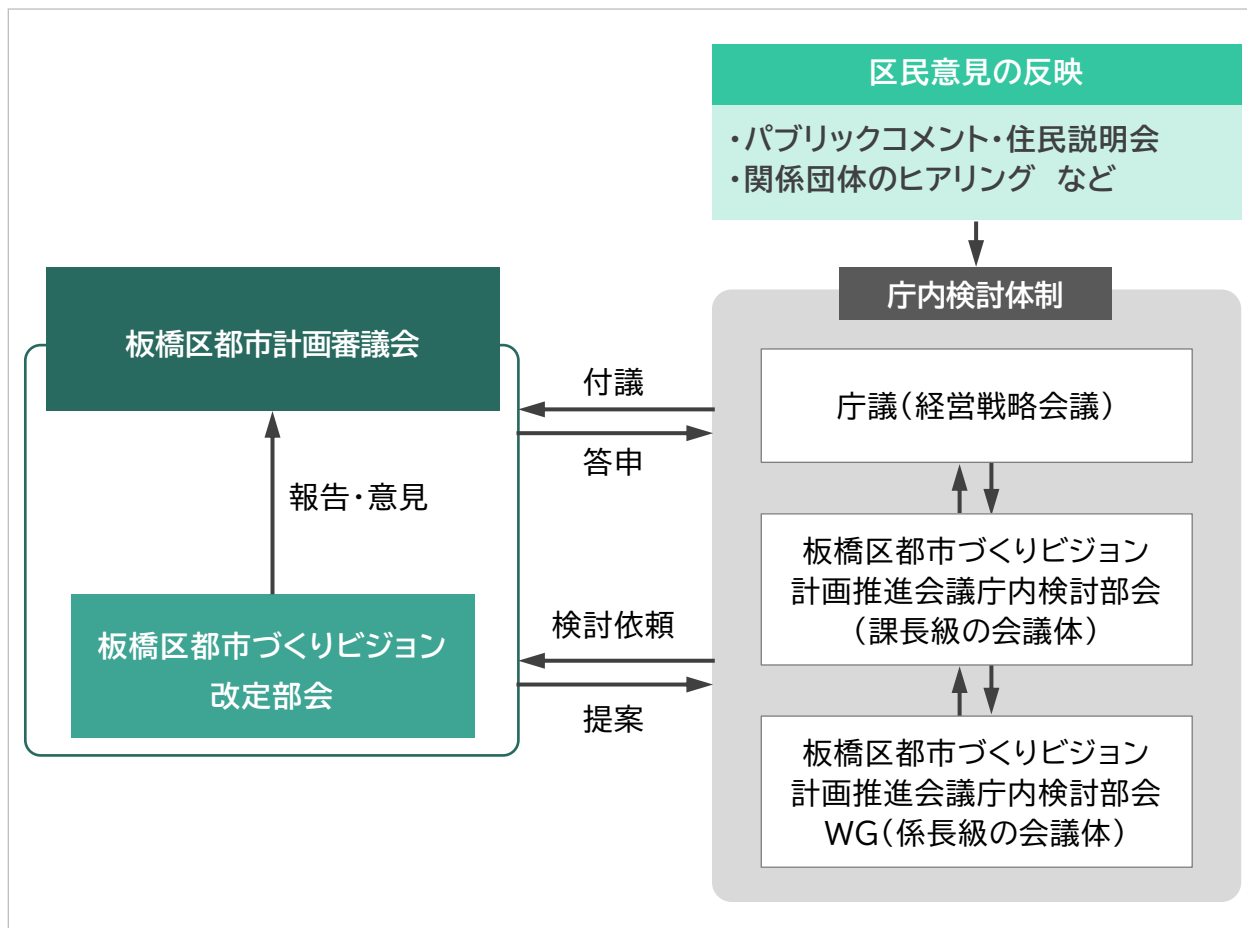 区民意見の反映
・パブリックコメント・住民説明会
・関係団体のヒアリング など
板橋区都市計画審議会
報告・意見
板橋区都市づくりビジョン
改定部会
付議
答申
検討依頼
提案
庁内検討体制
庁議（経営戦略会議）
板橋区都市づくりビジョン
計画推進会議庁内検討部会
（課長級の会議体）
板橋区都市づくりビジョン
計画推進会議庁内検討部会
WG（係長級の会議体）